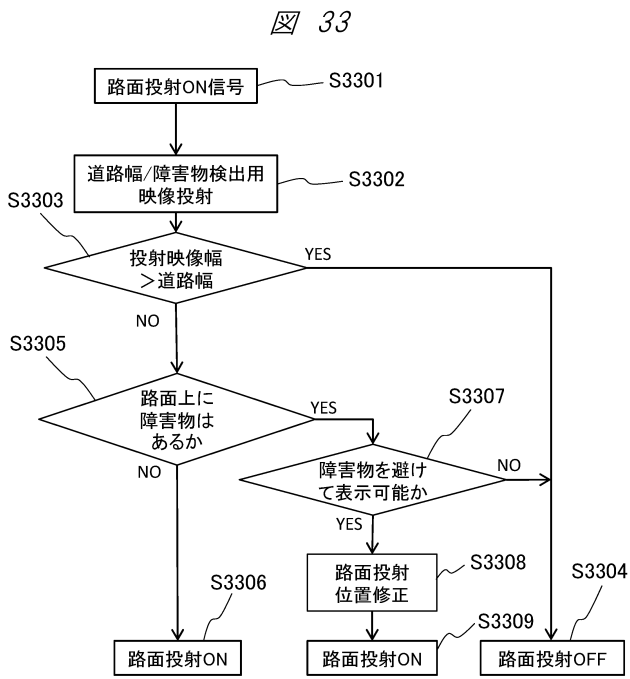 図 33
路面投射ON信号
S3301
道路幅/障害物検出用
映像投射
S3302
S3303
投射映像幅
＞道路幅
YES
NO
S3305
路面上に
障害物は
あるか
YES
NO
S3307
障害物を避け
て表示可能か
NO
YES
路面投射
位置修正
S3308
S3306
路面投射ON
S3309
路面投射ON
S3304
路面投射OFF